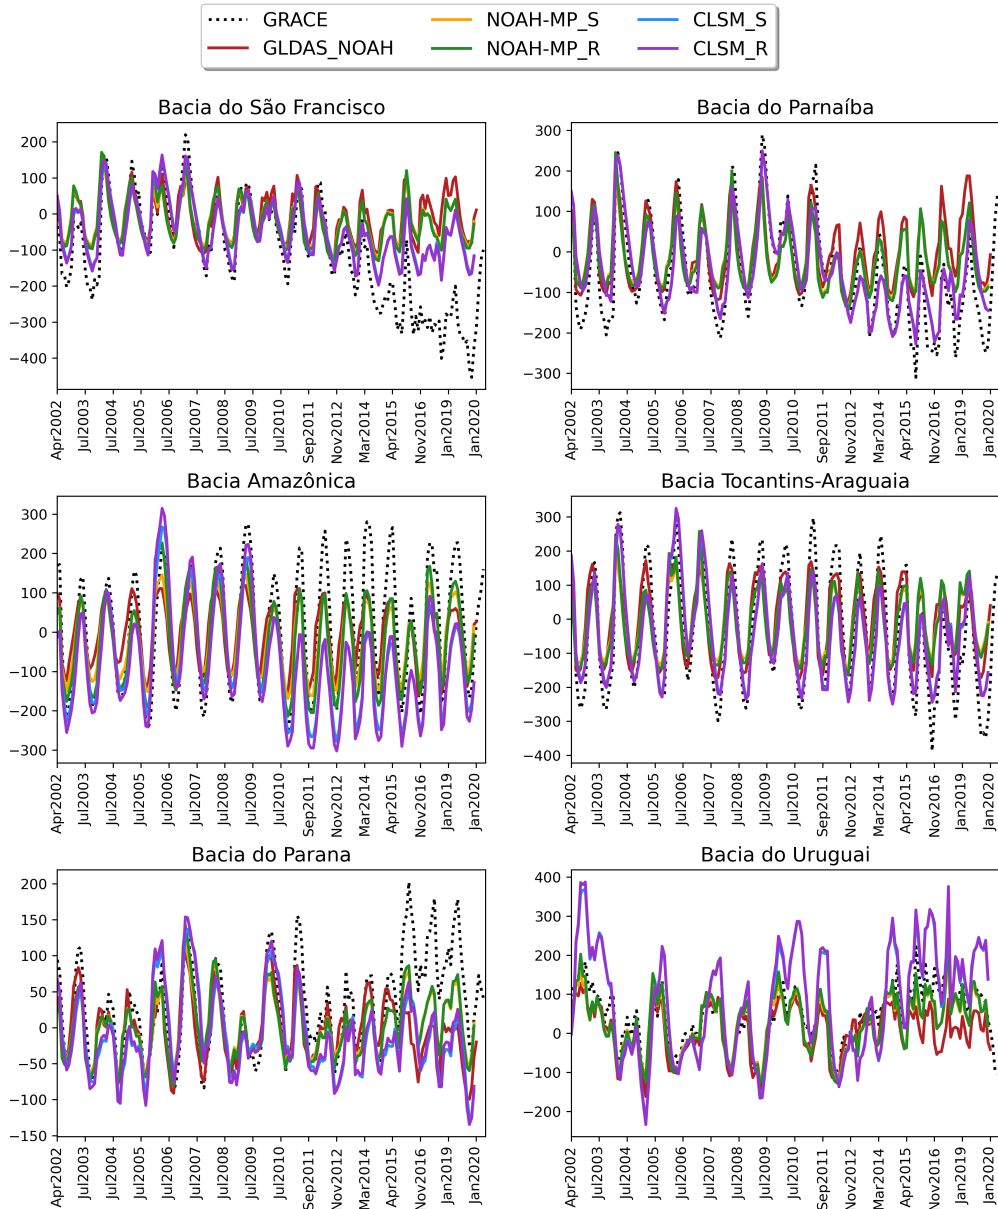 GRACE
NOAH-MP_S
CLSM_S
GLDAS_NOAH
NOAH-MP_R
CLSM_R
Bacia do São Francisco
200
100
0
−100
−200
−300
−400
Apr2002
Jul2003
Jul2004
Jul2005
Jul2006
Jul2007
Jul2008
Jul2009
Jul2010
Sep2011
Nov2012
Mar2014
Apr2015
Nov2016
Jan2019
Jan2020
Bacia do Parnaíba
300
200
100
0
−100
−200
−300
Apr2002
Jul2003
Jul2004
Jul2005
Jul2006
Jul2007
Jul2008
Jul2009
Jul2010
Sep2011
Nov2012
Mar2014
Apr2015
Nov2016
Jan2019
Jan2020
Bacia Amazônica
300
200
100
0
−100
−200
−300
Apr2002
Jul2003
Jul2004
Jul2005
Jul2006
Jul2007
Jul2008
Jul2009
Jul2010
Sep2011
Nov2012
Mar2014
Apr2015
Nov2016
Jan2019
Jan2020
Bacia Tocantins-Araguaia
300
200
100
0
−100
−200
−300
−400
Apr2002
Jul2003
Jul2004
Jul2005
Jul2006
Jul2007
Jul2008
Jul2009
Jul2010
Sep2011
Nov2012
Mar2014
Apr2015
Nov2016
Jan2019
Jan2020
Bacia do Parana
200
150
100
50
0
−50
−100
−150
Apr2002
Jul2003
Jul2004
Jul2005
Jul2006
Jul2007
Jul2008
Jul2009
Jul2010
Sep2011
Nov2012
Mar2014
Apr2015
Nov2016
Jan2019
Jan2020
Bacia do Uruguai
400
300
200
100
0
−100
−200
Apr2002
Jul2003
Jul2004
Jul2005
Jul2006
Jul2007
Jul2008
Jul2009
Jul2010
Sep2011
Nov2012
Mar2014
Apr2015
Nov2016
Jan2019
Jan2020